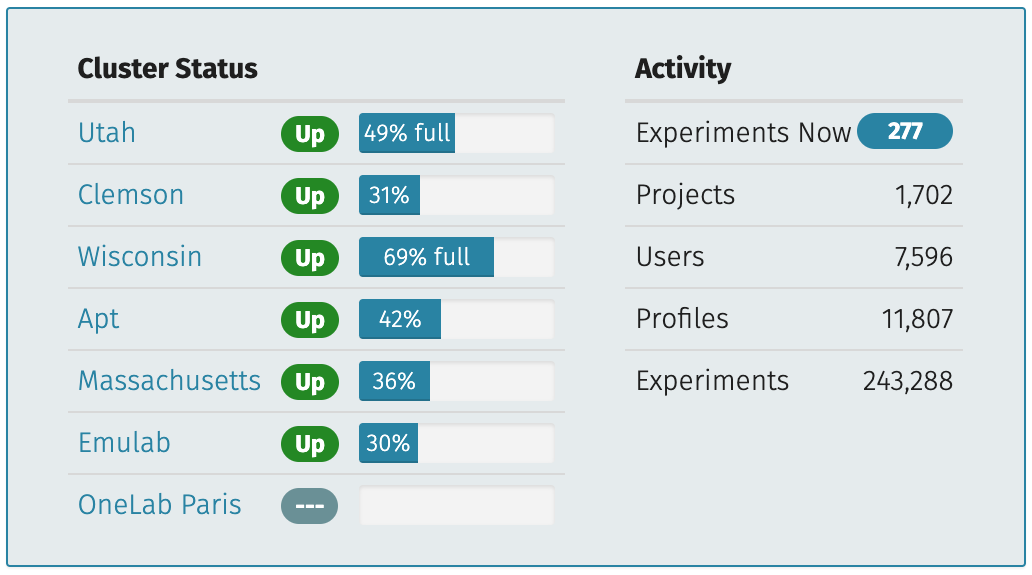 Cluster Status
Utah Up 49% full
Clemson Up 31%
Wisconsin Up 69% full
Apt Up 42%
Massachusetts Up 36%
Emulab Up 30%
OneLab Paris ---
Activity
Experiments Now 277
Projects 1,702
Users 7,596
Profiles 11,807
Experiments 243,288